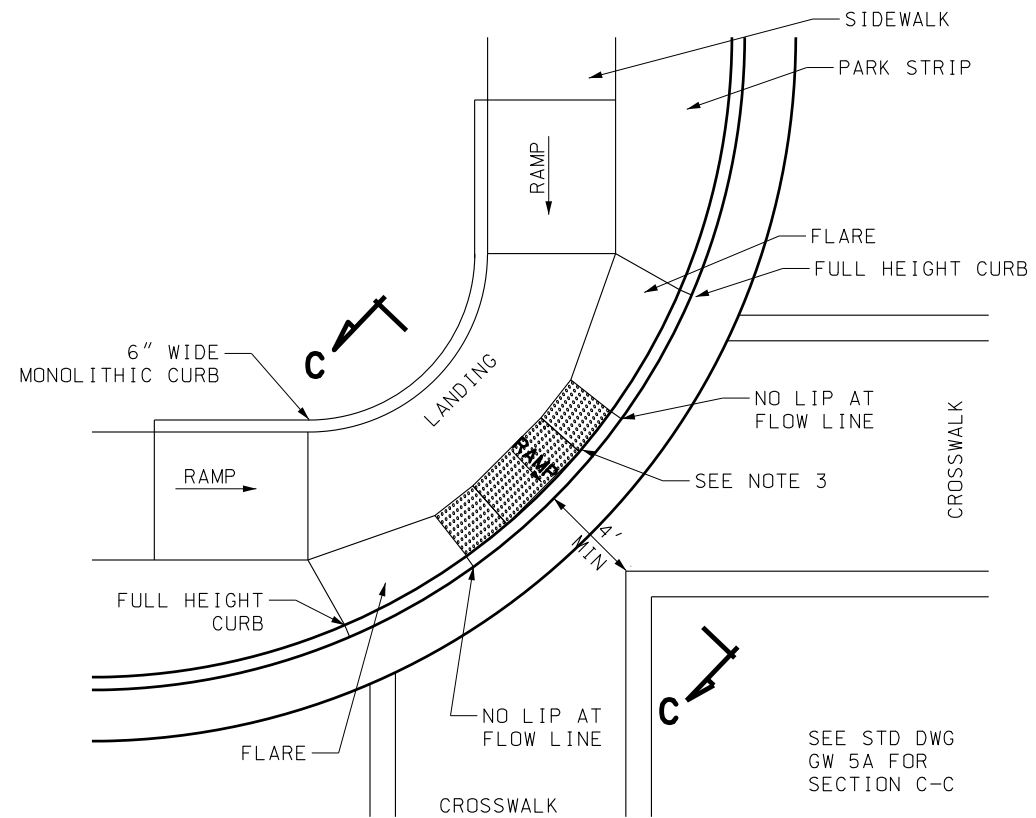 SIDEWALK
PARK STRIP
RAMP
FLARE
FULL HEIGHT CURB
C
6" WIDE
MONOLITHIC CURB
LANDING
NO LIP AT
FLOW LINE
CROSSWALK
RAMP
RAMP
SEE NOTE 3
4'
MIN
FULL HEIGHT
CURB
C
NO LIP AT
FLOW LINE
FLARE
SEE STD DWG
GW 5A FOR
SECTION C-C
CROSSWALK